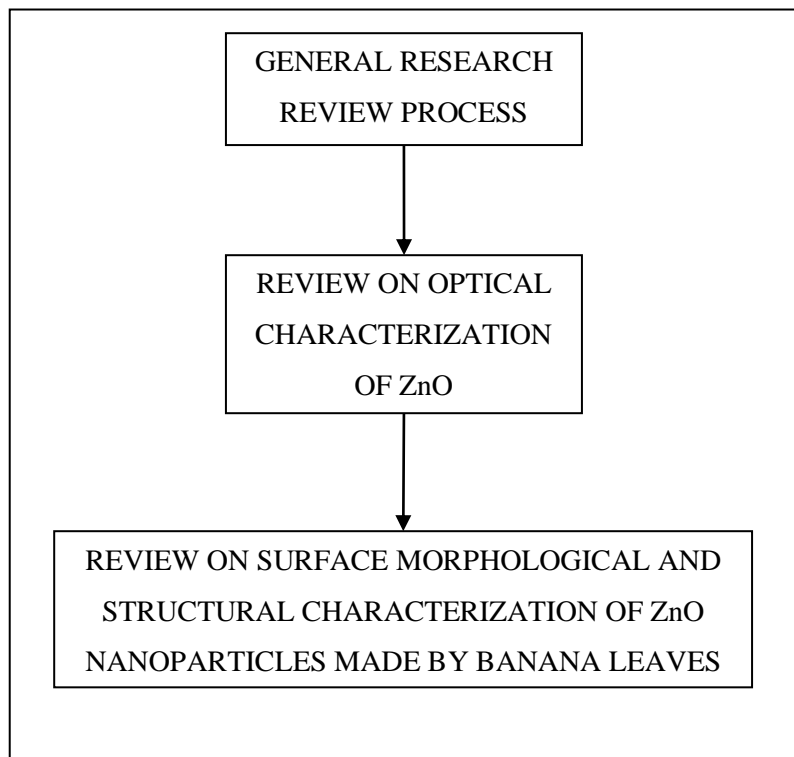 GENERAL RESEARCH
REVIEW PROCESS
REVIEW ON OPTICAL
CHARACTERIZATION
OF ZnO
REVIEW ON SURFACE MORPHOLOGICAL AND
STRUCTURAL CHARACTERIZATION OF ZnO
NANOPARTICLES MADE BY BANANA LEAVES